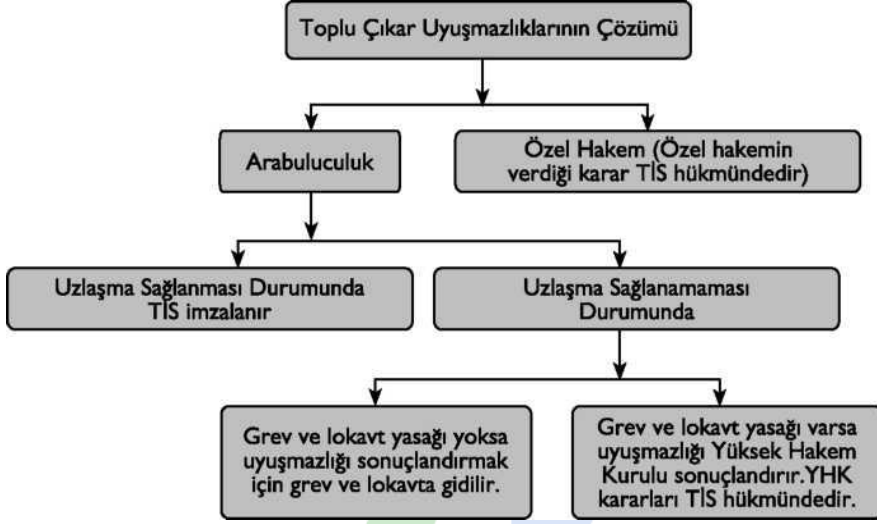 Toplu Çıkar Uyuşmazlıklarının Çözümü
Arabuluculuk
Özel Hakem (Özel hakemin
verdiği karar TİS hükmündedir)
Uzlaşma Sağlanması Durumunda
TİS imzalanır
Uzlaşma Sağlanamaması
Durumunda
Grev ve lokavt yasağı yoksa
uyuşmazlığı sonuçlandırmak
için grev ve lokavta gidilir.
Grev ve lokavt yasağı varsa
uyuşmazlığı Yüksek Hakem
Kurulu sonuçlandırır.YHK
kararları TİS hükmündedir.